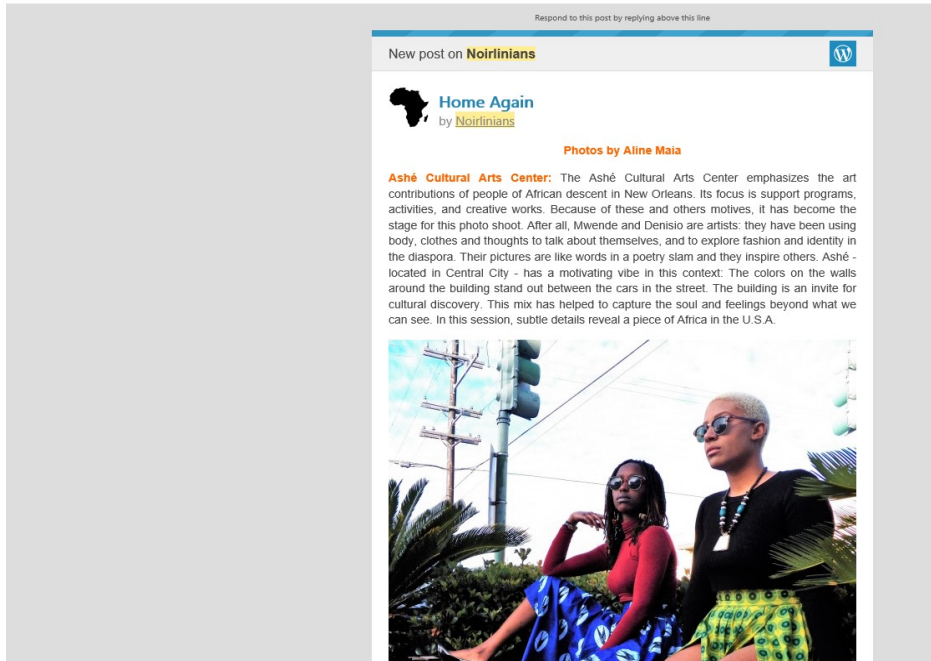 Respond to this post by replying above this line
New post on Noirlinians
Home Again
by Noirlinians
Photos by Aline Maia
Ashé Cultural Arts Center: The Ashé Cultural Arts Center emphasizes the art
contributions of people of African descent in New Orleans. Its focus is support programs,
activities, and creative works. Because of these and others motives, it has become the
stage for this photo shoot. After all, Mwende and Denisio are artists: they have been using
body, clothes and thoughts to talk about themselves, and to explore fashion and identity in
the diaspora. Their pictures are like words in a poetry slam and they inspire others. Ashé -
located in Central City - has a motivating vibe in this context: The colors on the walls
around the building stand out between the cars in the street. The building is an invite for
cultural discovery. This mix has helped to capture the soul and feelings beyond what we
can see. In this session, subtle details reveal a piece of Africa in the U.S.A.